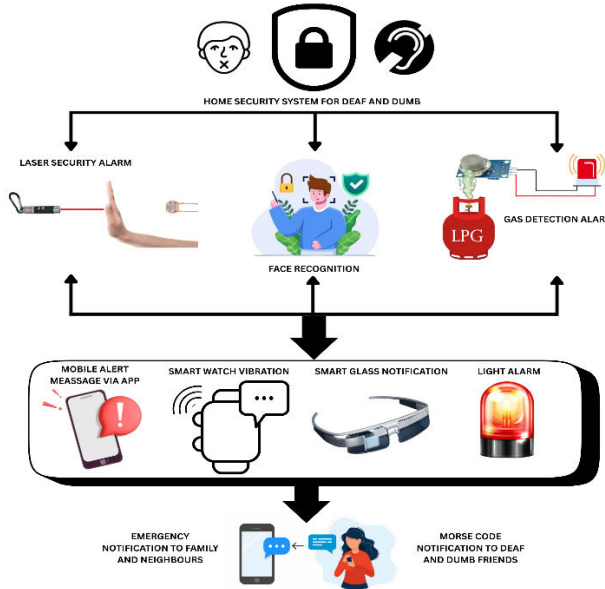 HOME SECURITY SYSTEM FOR DEAF AND DUMB
LASER SECURITY ALARM
FACE RECOGNITION
LPG
GAS DETECTION ALAR
MOBILE ALERT
MEASSAGE VIA APP
SMART WATCH VIBRATION
SMART GLASS NOTIFICATION
LIGHT ALARM
EMERGENCY
NOTIFICATION TO FAMILY
AND NEIGHBOURS
MORSE CODE
NOTIFICATION TO DEAF
AND DUMB FRIENDS